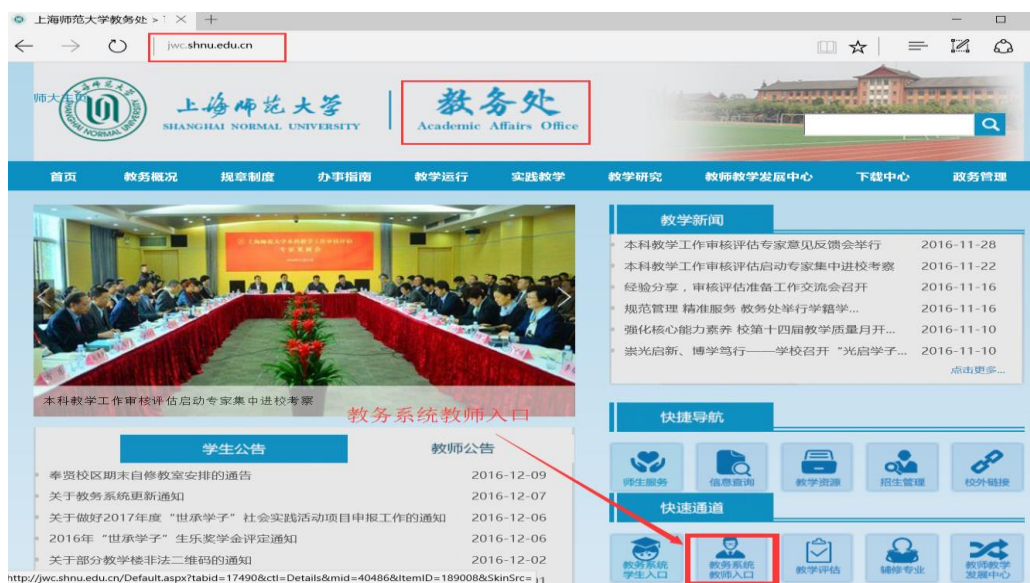 上海师范大学教务处 >
jwc.shnu.edu.cn
师大主页
上海师范大学
SHANGHAI NORMAL UNIVERSITY
教务处
Academic Affairs Office
首页 教务概况 规章制度 办事指南 教学运行 实践教学 教学研究 教师教学发展中心 下载中心 政务管理
本科教学工作审核评估启动专家集中进校考察
教学新闻
本科教学工作审核评估专家意见反馈会举行 2016-11-28
本科教学工作审核评估启动专家集中进校考察 2016-11-22
经验分享，审核评估准备工作交流会召开 2016-11-16
规范管理 精准服务 教务处举行学籍学... 2016-11-16
强化核心能力素养 校第十四届教学质量月开... 2016-11-10
崇光启新、博学笃行——学校召开“光启学子... 2016-11-10
点击更多...
教务系统教师入口
学生公告 教师公告
奉贤校区期末自修教室安排的通告 2016-12-09
关于教务系统更新通知 2016-12-07
关于做好2017年度“世承学子”社会实践活动项目申报工作的通知 2016-12-06
2016年“世承学子”生乐奖学金评定通知 2016-12-06
关于部分教学楼非法二维码的通告 2016-12-02
快捷导航
师生服务 信息查询 教学资源 招生管理 校外链接
快速通道
教务系统学生入口 教务系统教师入口 教学评估 辅修专业 教师教学发展中心
http://jwc.shnu.edu.cn/Default.aspx?tabid=17490&ctl=Details&mid=40486&ItemID=189008&SkinSrc=